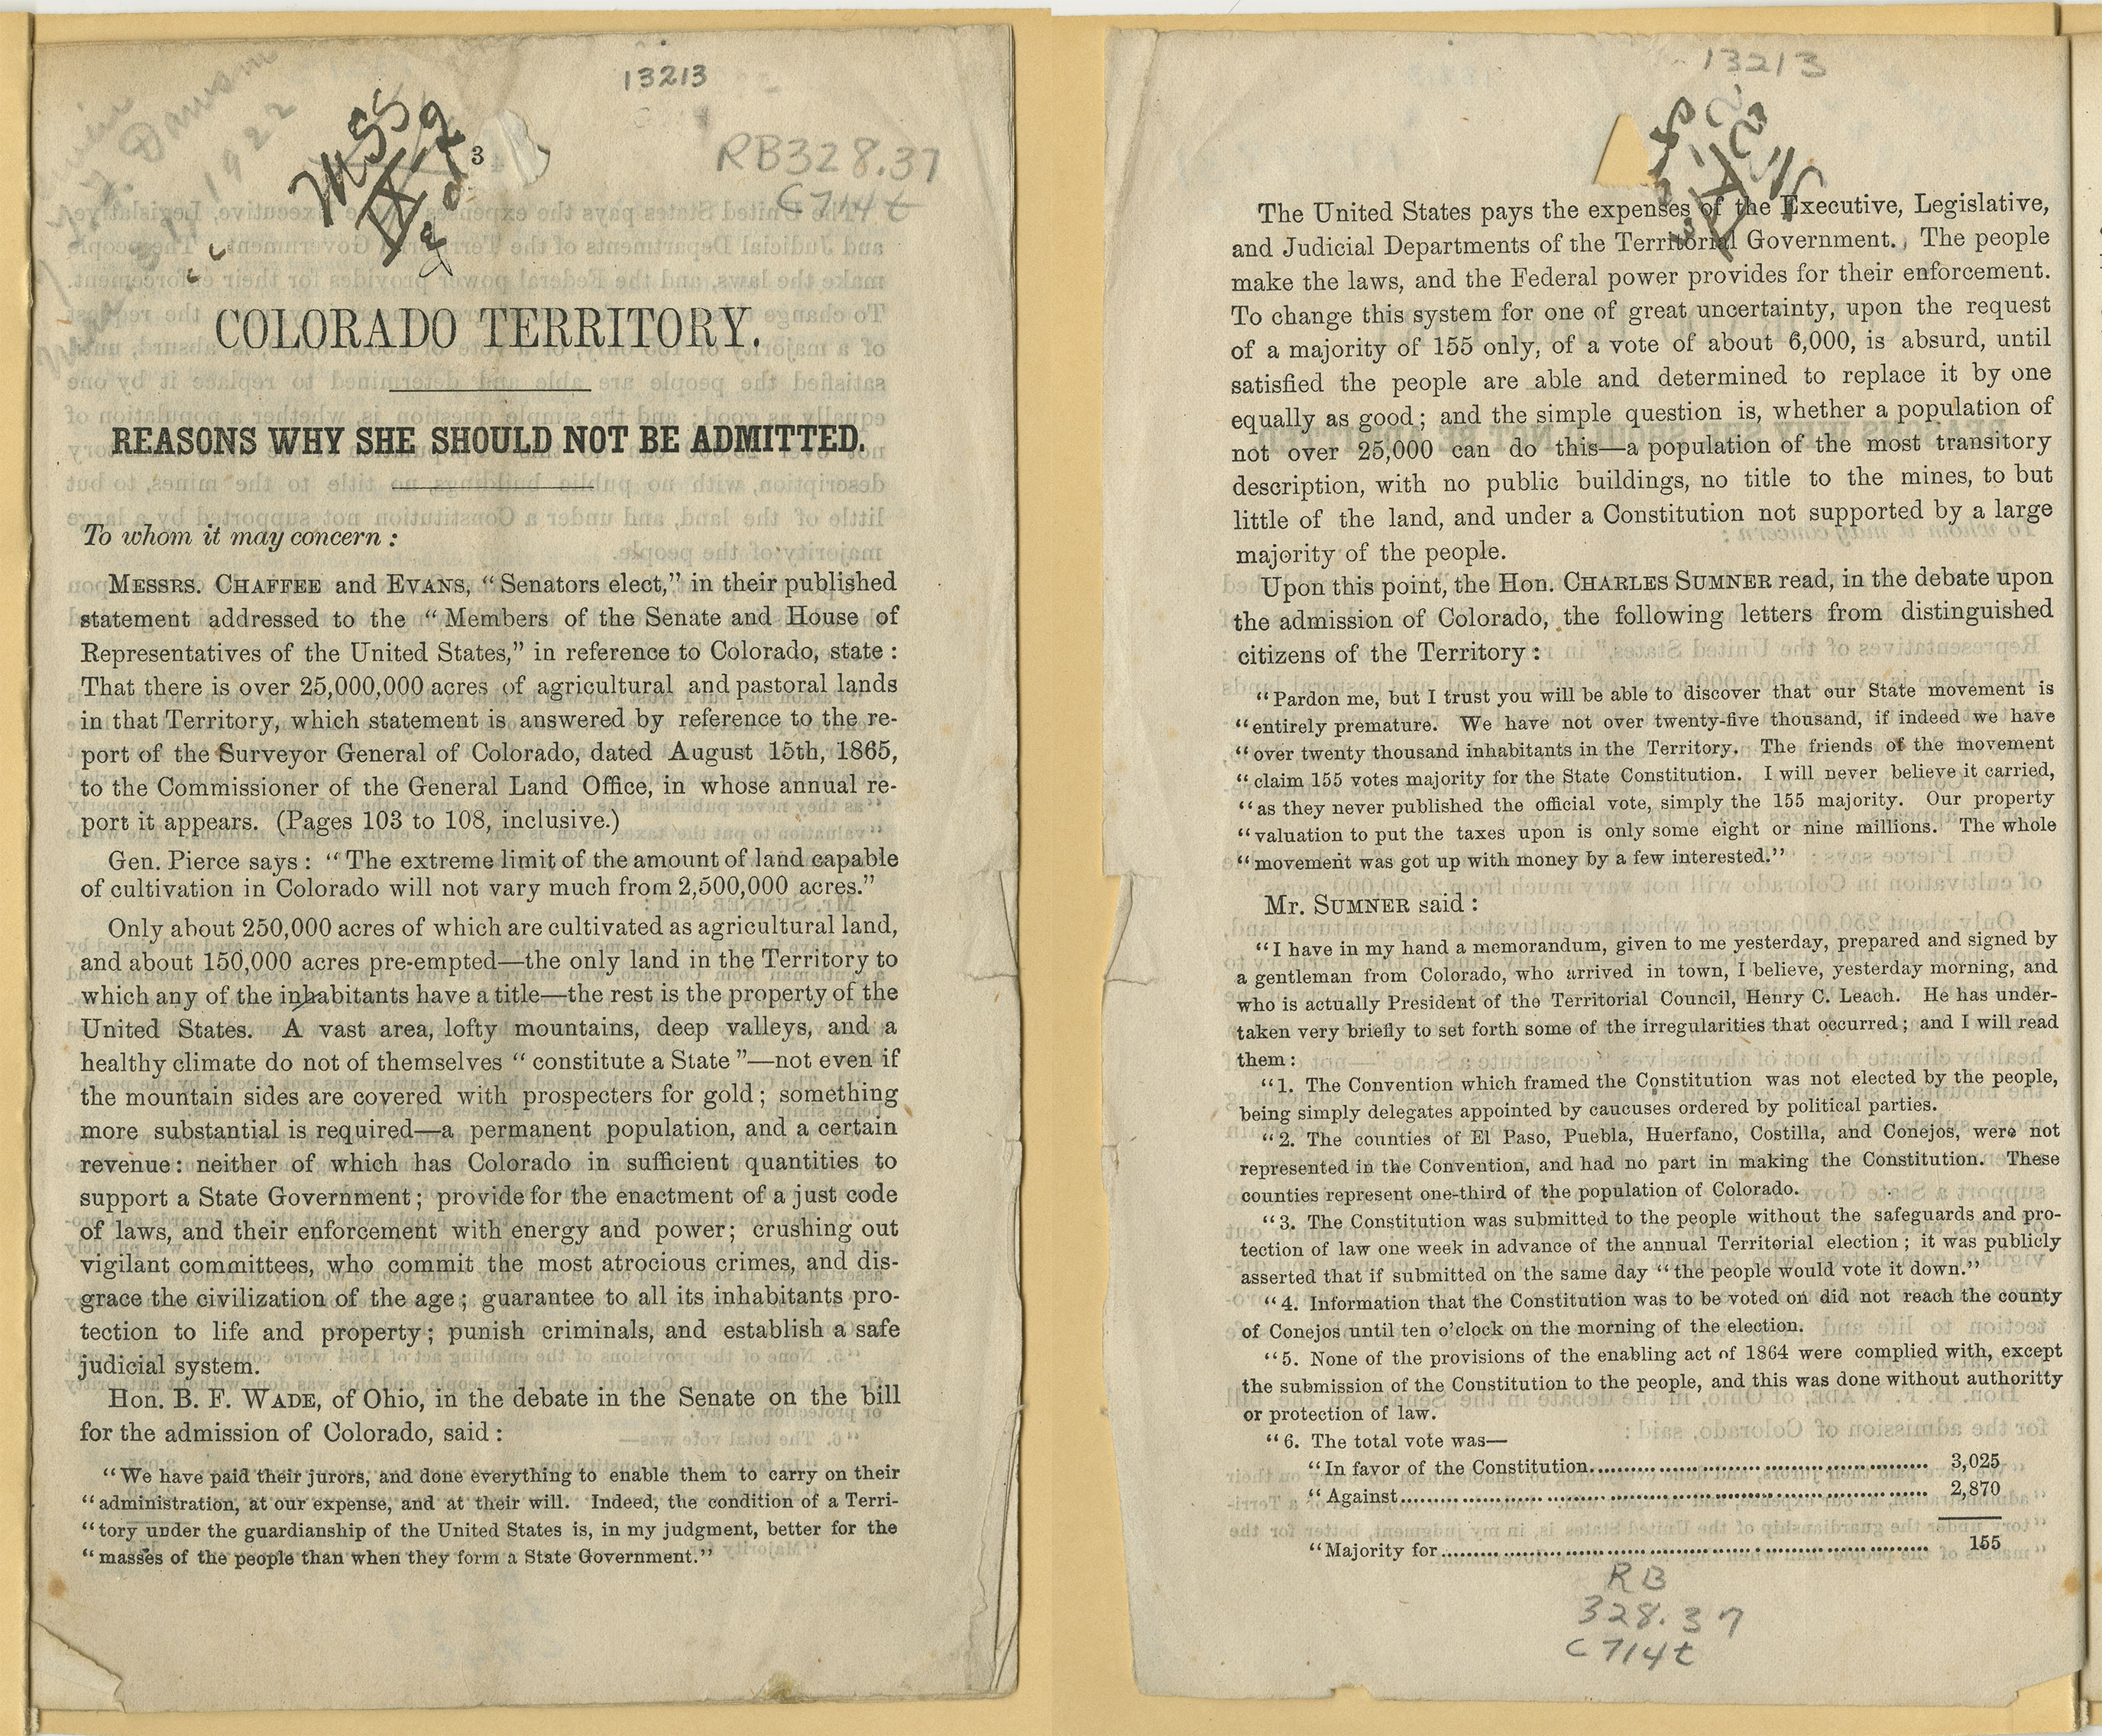 13213
MSS
XX
3
RB328.37
C714t
1922
COLORADO TERRITORY.
REASONS WHY SHE SHOULD NOT BE ADMITTED.
To whom it may concern :
MESSRS. CHAFFEE and EVANS, “Senators elect,” in their published
statement addressed to the “Members of the Senate and House of
Representatives of the United States,” in reference to Colorado, state :
That there is over 25,000,000 acres of agricultural and pastoral lands
in that Territory, which statement is answered by reference to the re-
port of the Surveyor General of Colorado, dated August 15th, 1865,
to the Commissioner of the General Land Office, in whose annual re-
port it appears. (Pages 103 to 108, inclusive.)
Gen. Pierce says : “The extreme limit of the amount of land capable
of cultivation in Colorado will not vary much from 2,500,000 acres.”
Only about 250,000 acres of which are cultivated as agricultural land,
and about 150,000 acres pre-empted—the only land in the Territory to
which any of the inhabitants have a title—the rest is the property of the
United States. A vast area, lofty mountains, deep valleys, and a
healthy climate do not of themselves “constitute a State”—not even if
the mountain sides are covered with prospecters for gold; something
more substantial is required—a permanent population, and a certain
revenue: neither of which has Colorado in sufficient quantities to
support a State Government; provide for the enactment of a just code
of laws, and their enforcement with energy and power; crushing out
vigilant committees, who commit the most atrocious crimes, and dis-
grace the civilization of the age; guarantee to all its inhabitants pro-
tection to life and property; punish criminals, and establish a safe
judicial system.
Hon. B. F. WADE, of Ohio, in the debate in the Senate on the bill
for the admission of Colorado, said :
“We have paid their jurors, and done everything to enable them to carry on their
“administration, at our expense, and at their will. Indeed, the condition of a Terri-
“tory under the guardianship of the United States is, in my judgment, better for the
“masses of the people than when they form a State Government.”
13213
The United States pays the expenses of the Executive, Legislative,
and Judicial Departments of the Territorial Government. The people
make the laws, and the Federal power provides for their enforcement.
To change this system for one of great uncertainty, upon the request
of a majority of 155 only, of a vote of about 6,000, is absurd, until
satisfied the people are able and determined to replace it by one
equally as good; and the simple question is, whether a population of
not over 25,000 can do this—a population of the most transitory
description, with no public buildings, no title to the mines, to but
little of the land, and under a Constitution not supported by a large
majority of the people.
Upon this point, the Hon. CHARLES SUMNER read, in the debate upon
the admission of Colorado, the following letters from distinguished
citizens of the Territory :
“Pardon me, but I trust you will be able to discover that our State movement is
“entirely premature. We have not over twenty-five thousand, if indeed we have
“over twenty thousand inhabitants in the Territory. The friends of the movement
“claim 155 votes majority for the State Constitution. I will never believe it carried,
“as they never published the official vote, simply the 155 majority. Our property
“valuation to put the taxes upon is only some eight or nine millions. The whole
“movement was got up with money by a few interested.”
Mr. SUMNER said :
“I have in my hand a memorandum, given to me yesterday, prepared and signed by
a gentleman from Colorado, who arrived in town, I believe, yesterday morning, and
who is actually President of the Territorial Council, Henry C. Leach. He has under-
taken very briefly to set forth some of the irregularities that occurred; and I will read
them :
“1. The Convention which framed the Constitution was not elected by the people,
being simply delegates appointed by caucuses ordered by political parties.
“2. The counties of El Paso, Puebla, Huerfano, Costilla, and Conejos, were not
represented in the Convention, and had no part in making the Constitution. These
counties represent one-third of the population of Colorado.
“3. The Constitution was submitted to the people without the safeguards and pro-
tection of law one week in advance of the annual Territorial election; it was publicly
asserted that if submitted on the same day “the people would vote it down.”
“4. Information that the Constitution was to be voted on did not reach the county
of Conejos until ten o’clock on the morning of the election.
“5. None of the provisions of the enabling act of 1864 were complied with, except
the submission of the Constitution to the people, and this was done without authoritty
or protection of law.
“6. The total vote was—
“In favor of the Constitution........ 3,025
“Against........ 2,870
“Majority for........ 155
RB
328.37
C714t